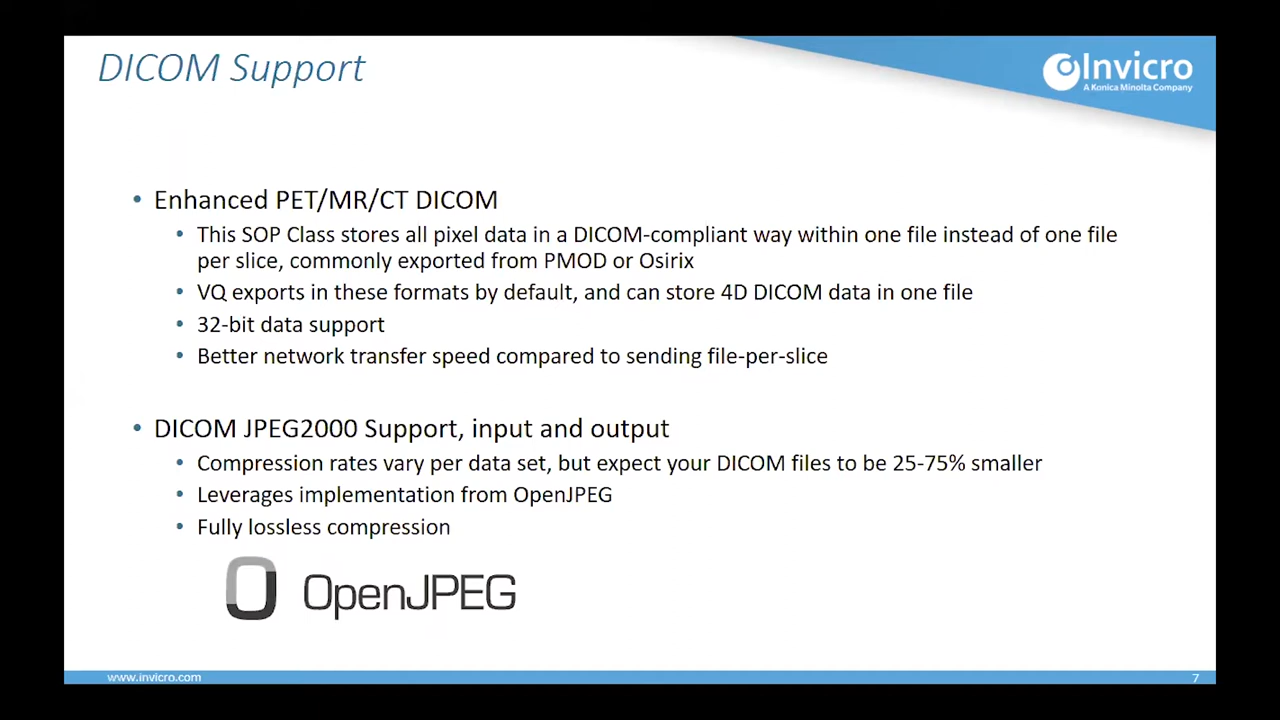 DICOM Support
Invicro
A Konica Minolta Company
• Enhanced PET/MR/CT DICOM
• This SOP Class stores all pixel data in a DICOM-compliant way within one file instead of one file
per slice, commonly exported from PMOD or Osirix
• VQ exports in these formats by default, and can store 4D DICOM data in one file
• 32-bit data support
• Better network transfer speed compared to sending file-per-slice
• DICOM JPEG2000 Support, input and output
• Compression rates vary per data set, but expect your DICOM files to be 25-75% smaller
• Leverages implementation from OpenJPEG
• Fully lossless compression
OpenJPEG
www.invicro.com
7